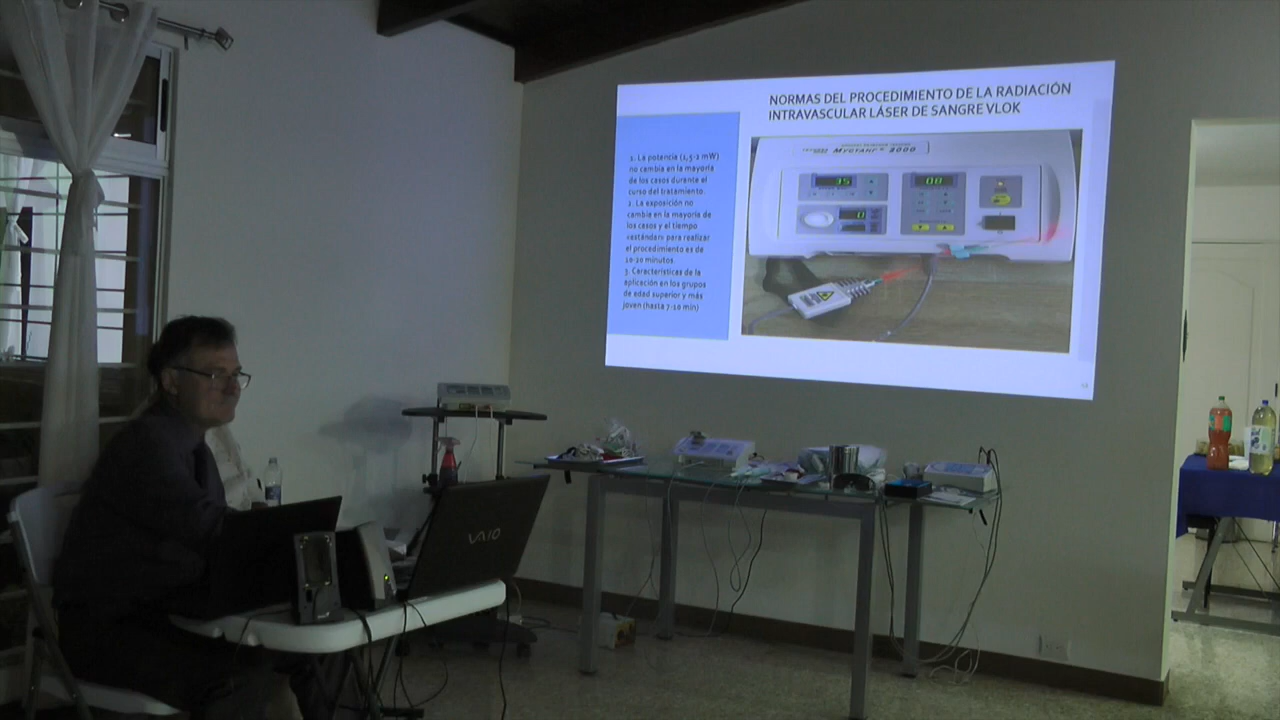 NORMAS DEL PROCEDIMIENTO DE LA RADIACIÓN
INTRAVASCULAR LÁSER DE SANGRE VLOK
1. La potencia (1,5-2 mW)
no cambia en la mayoría
de los casos durante el
curso del tratamiento.
2. La exposición no
cambia en la mayoría de
los casos y el tiempo
«estándar» para realizar
el procedimiento es de
10-20 minutos.
3. Características de la
aplicación en los grupos
de edad superior y más
joven (hasta 7-10 min)
2000
VAIO